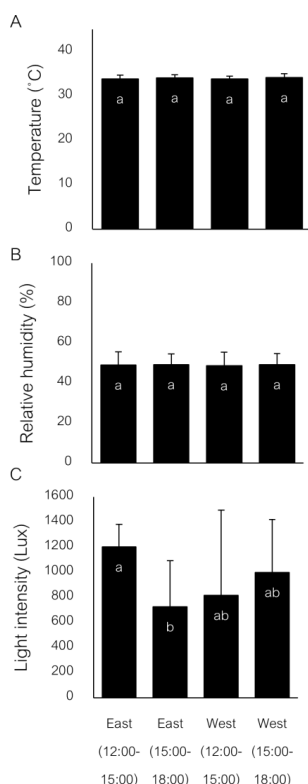 A
Temperature (˚C)
40
30
20
10
0
a a a a
B
Relative humidity (%)
100
80
60
40
20
0
a a a a
C
Light intensity (Lux)
1600
1400
1200
1000
800
600
400
200
0
a b ab ab
East East West West
(12:00- (15:00- (12:00- (15:00-
15:00) 18:00) 15:00) 18:00)